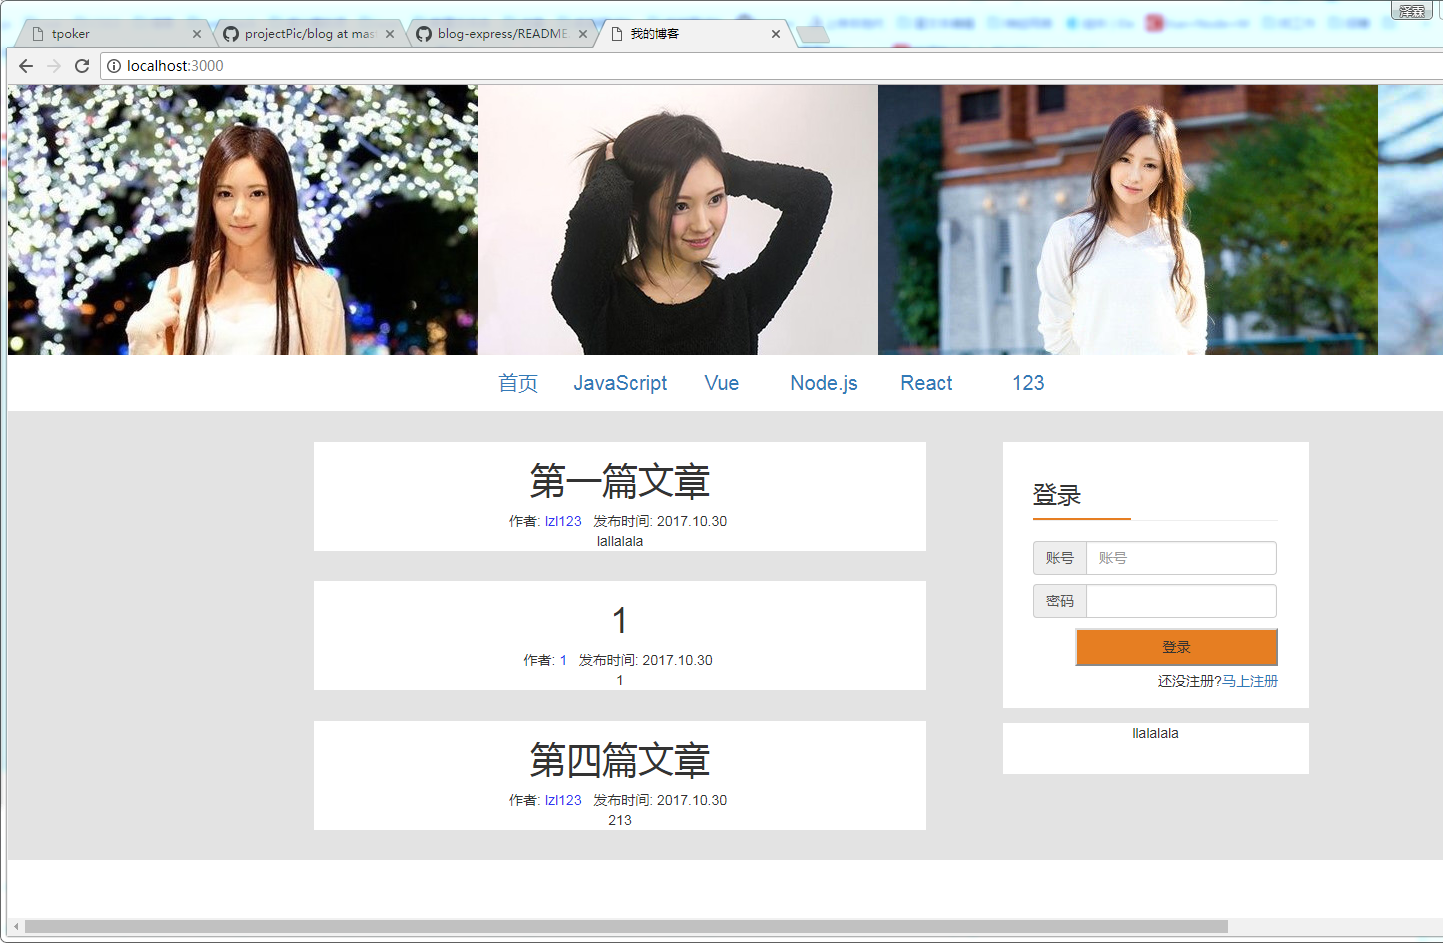 泽霖
tpoker
projectPic/blog at mas
blog-express/README.
我的博客
localhost:3000
首页 JavaScript Vue Node.js React 123
第一篇文章
作者: lzl123 发布时间: 2017.10.30
lallalala
1
作者: 1 发布时间: 2017.10.30
1
第四篇文章
作者: lzl123 发布时间: 2017.10.30
213
登录
账号 账号
密码
登录
还没注册?马上注册
llalalala